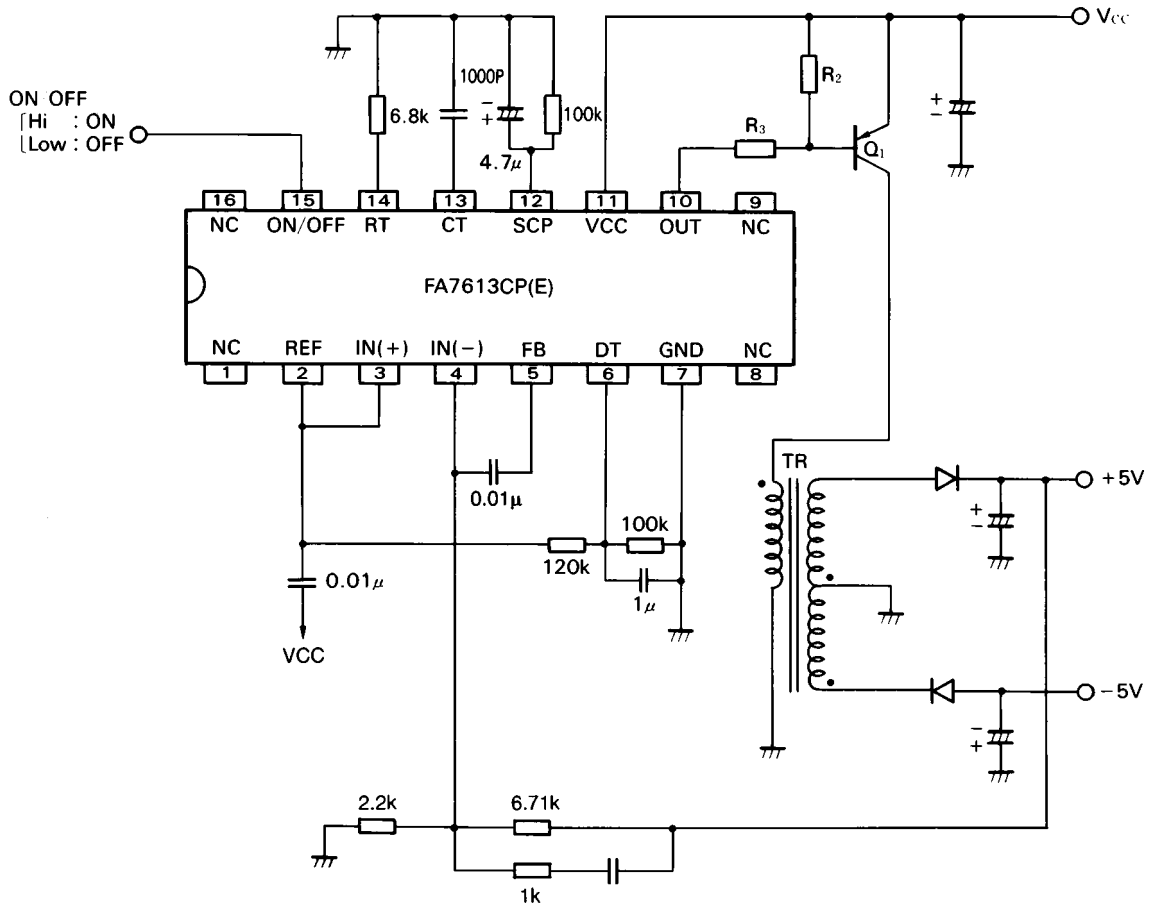 Vcc
1000P
R2
ON OFF
Hi : ON
Low : OFF
6.8k
− +
100k
+ −
R3
Q1
4.7μ
16 15 14 13 12 11 10 9
NC ON/OFF RT CT SCP VCC OUT NC
FA7613CP(E)
NC REF IN(+) IN(−) FB DT GND NC
1 2 3 4 5 6 7 8
TR
+5V
0.01μ
+ −
100k
120k
0.01μ
1μ
VCC
−5V
− +
2.2k
6.71k
1k